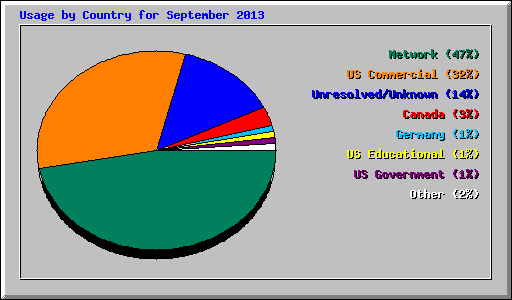 Usage by Country for September 2013
Network (47%)
US Commercial (32%)
Unresolved/Unknown (14%)
Canada (3%)
Germany (1%)
US Educational (1%)
US Government (1%)
Other (2%)